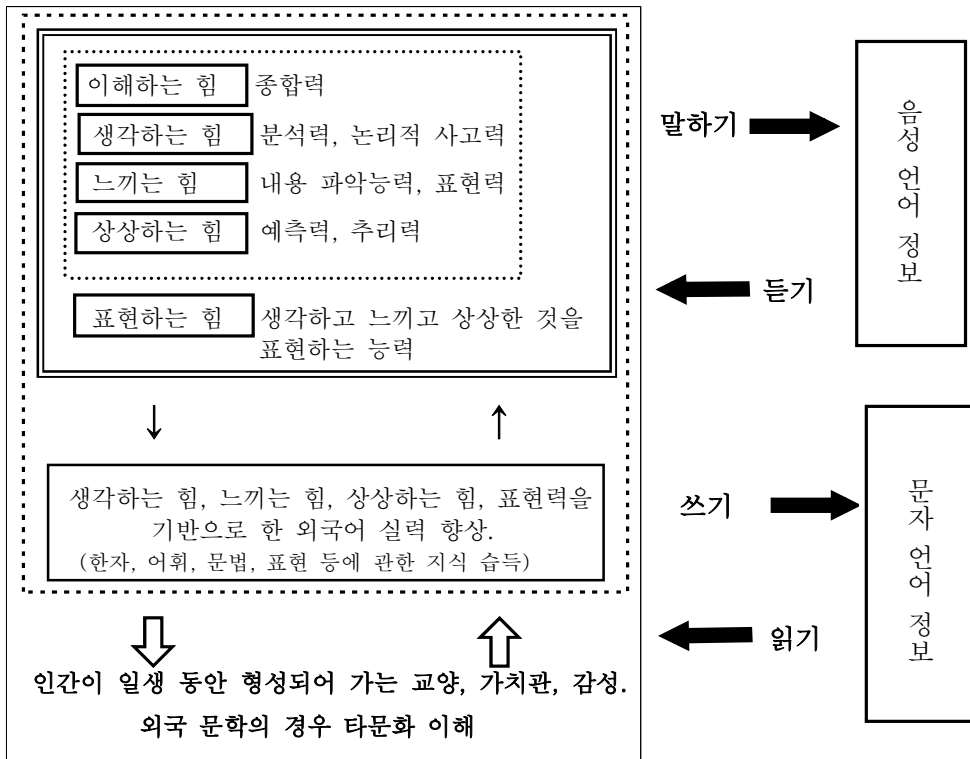 이해하는 힘 종합력
생각하는 힘 분석력, 논리적 사고력
느끼는 힘 내용 파악능력, 표현력
상상하는 힘 예측력, 추리력
표현하는 힘 생각하고 느끼고 상상한 것을
표현하는 능력
생각하는 힘, 느끼는 힘, 상상하는 힘, 표현력을
기반으로 한 외국어 실력 향상.
(한자, 어휘, 문법, 표현 등에 관한 지식 습득)
인간이 일생 동안 형성되어 가는 교양, 가치관, 감성.
외국 문학의 경우 타문화 이해
말하기
듣기
음성 언어 정보
쓰기
읽기
문자 언어 정보